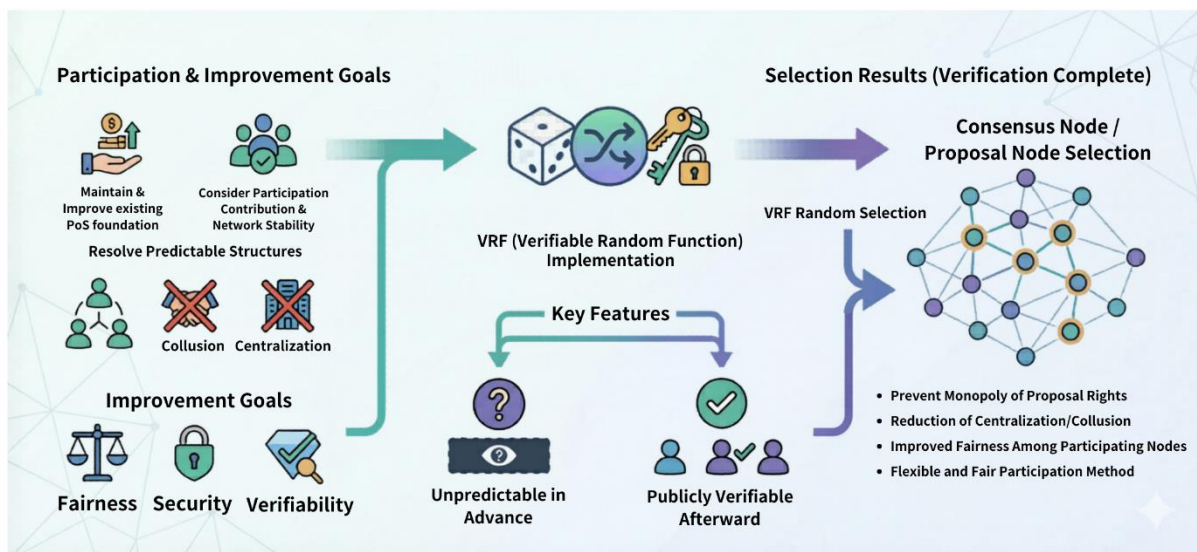 Participation & Improvement Goals
Maintain &
Improve existing
PoS foundation
Consider Participation
Contribution &
Network Stability
Resolve Predictable Structures
Collusion
Centralization
Improvement Goals
Fairness
Security
Verifiability
VRF (Verifiable Random Function)
Implementation
Key Features
?
?
Unpredictable in
Advance
Publicly Verifiable
Afterward
Selection Results (Verification Complete)
Consensus Node /
Proposal Node Selection
VRF Random Selection
• Prevent Monopoly of Proposal Rights
• Reduction of Centralization/Collusion
• Improved Fairness Among Participating Nodes
• Flexible and Fair Participation Method